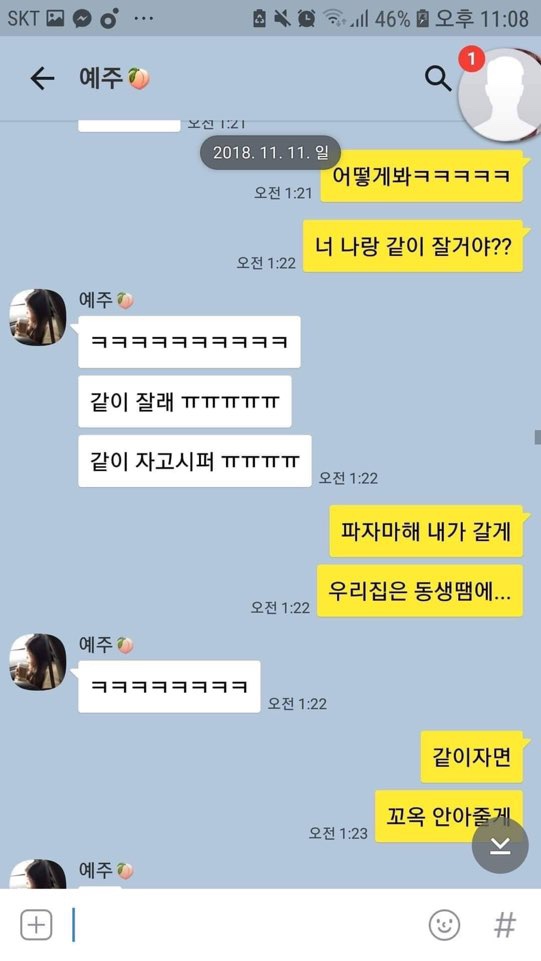 SKT 46% 오후 11:08
예주
1
오전 1:21
2018. 11. 11. 일
어떻게봐ㅋㅋㅋㅋㅋ
오전 1:21
너 나랑 같이 잘거야??
오전 1:22
예주
ㅋㅋㅋㅋㅋㅋㅋㅋㅋㅋ
같이 잘래 ㅠㅠㅠㅠㅠ
같이 자고시퍼 ㅠㅠㅠㅠ
오전 1:22
파자마해 내가 갈게
우리집은 동생땜에...
오전 1:22
예주
ㅋㅋㅋㅋㅋㅋㅋㅋ
오전 1:22
같이자면
꼬옥 안아줄게
오전 1:23
예주
#